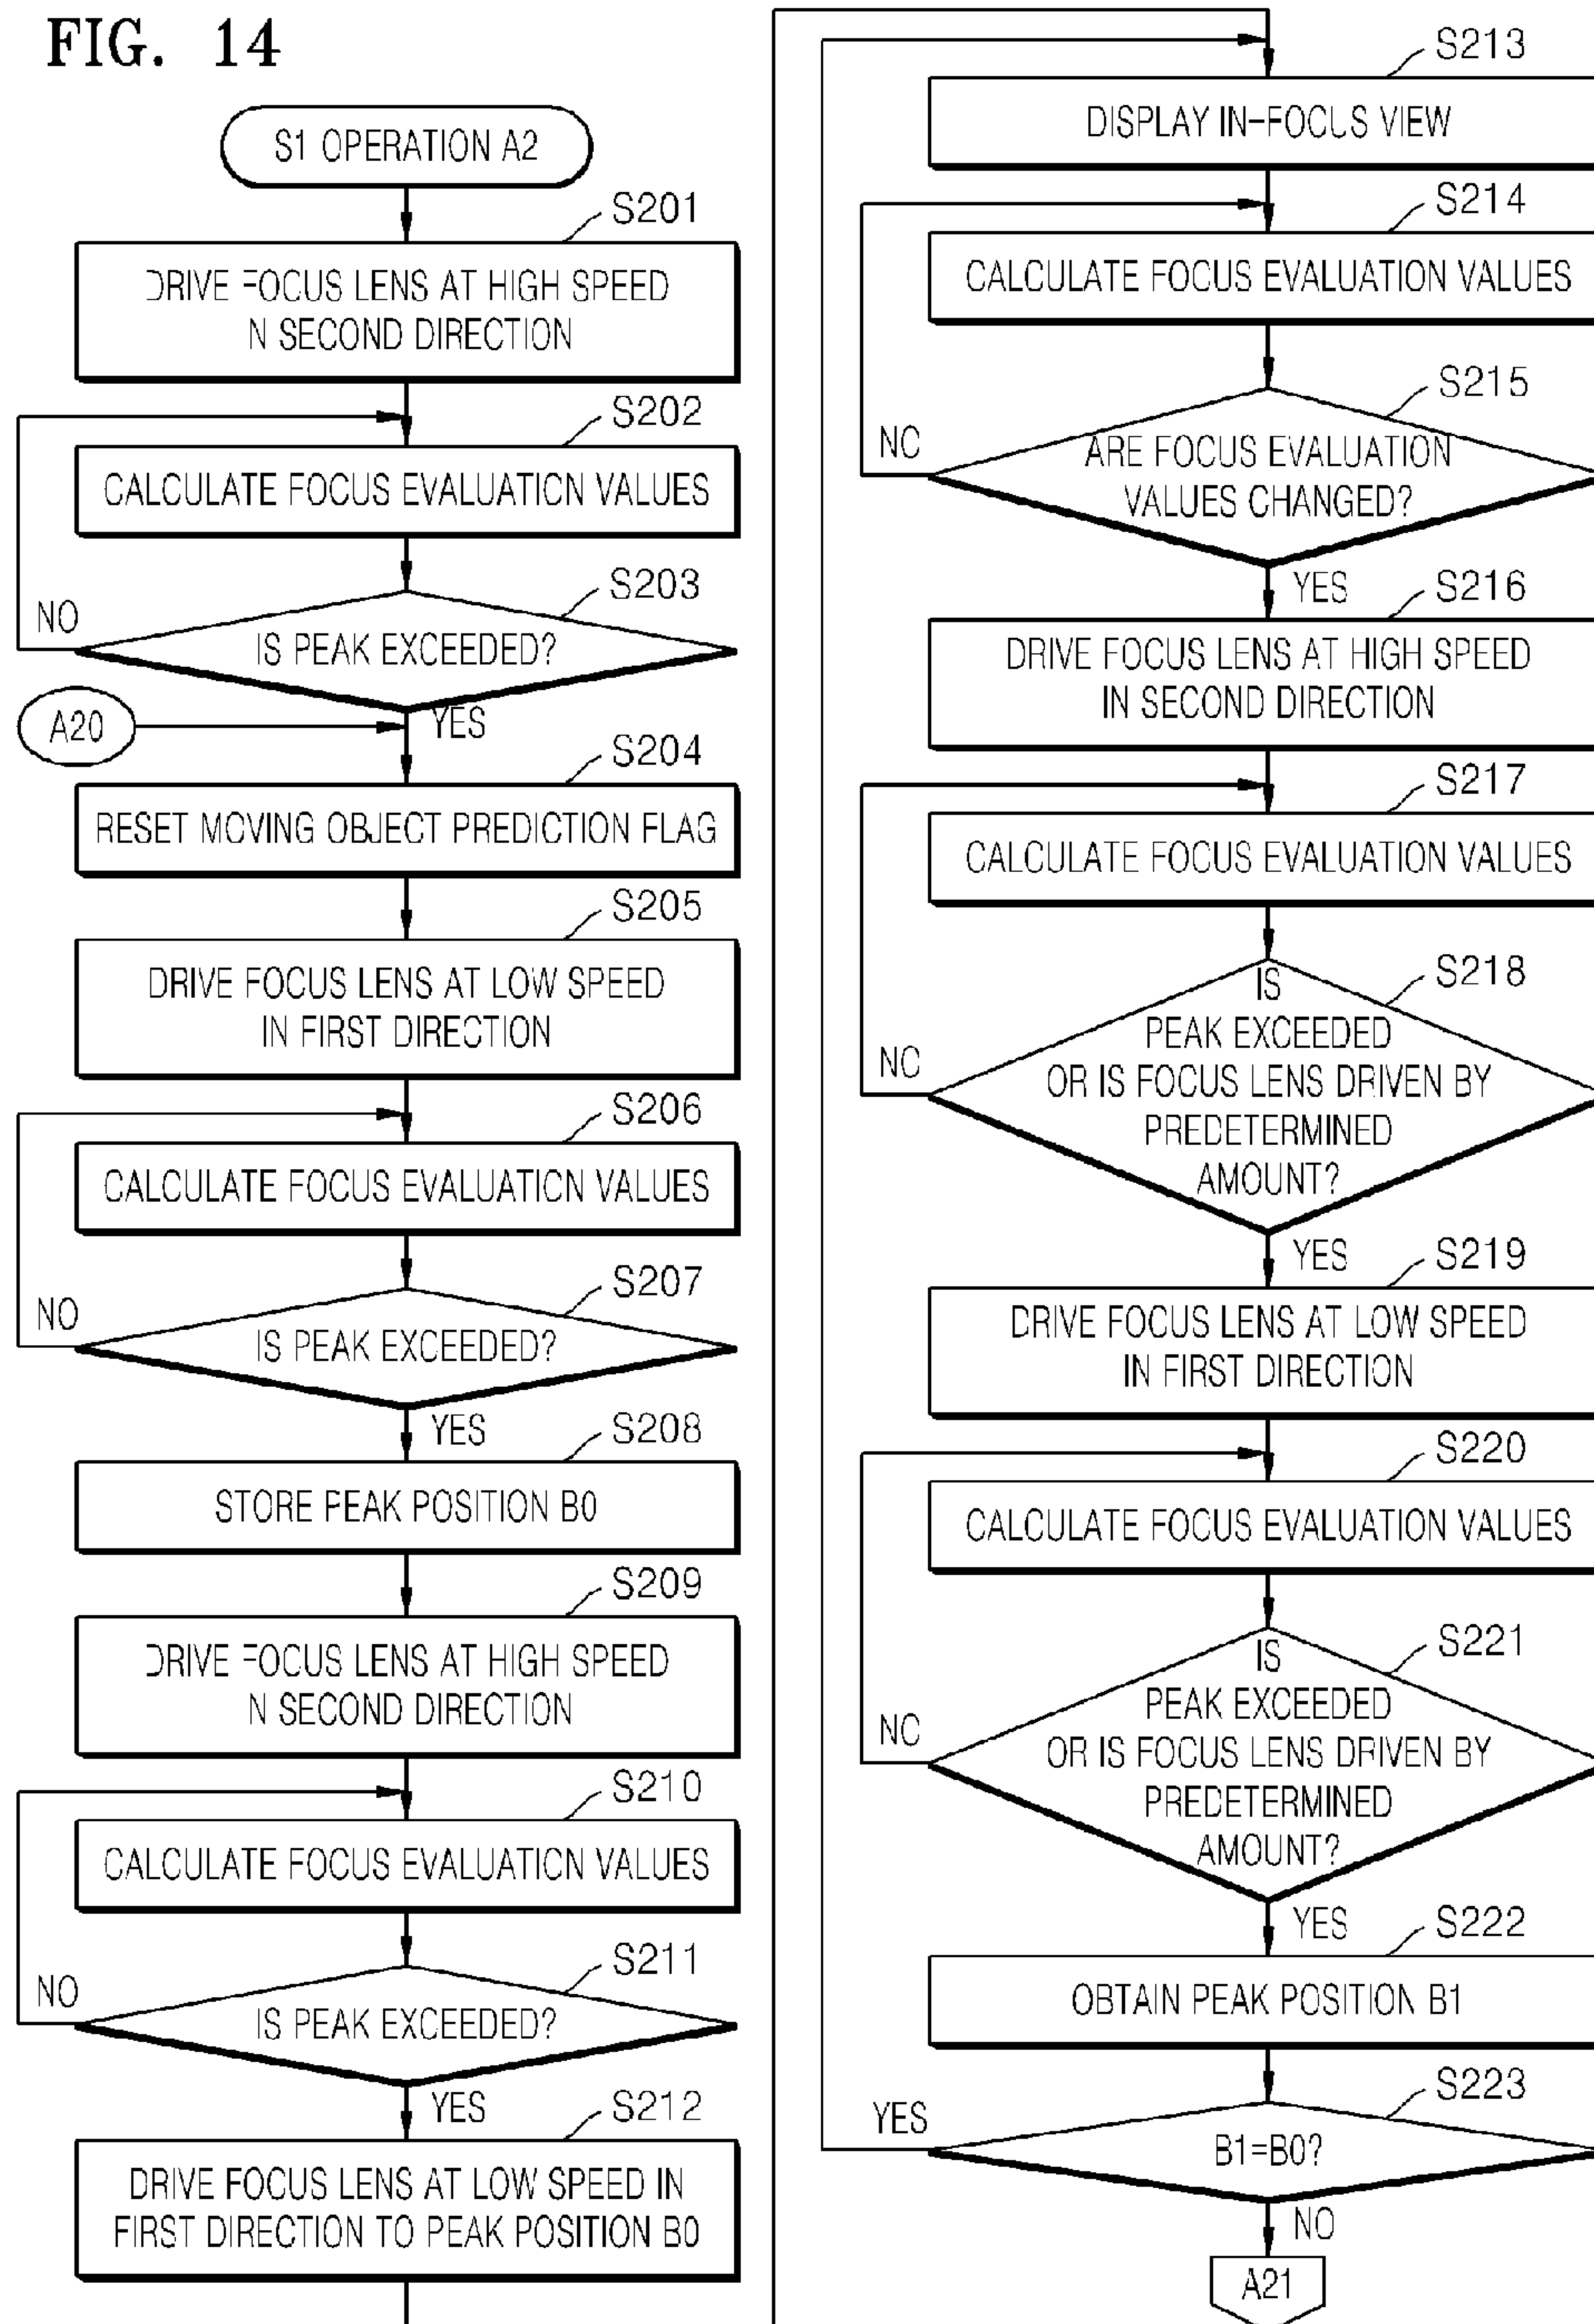 FIG. 14
S1 OPERATION A2
S201
DRIVE FOCUS LENS AT HIGH SPEED
IN SECOND DIRECTION
S202
CALCULATE FOCUS EVALUATION VALUES
S203
NO
IS PEAK EXCEEDED?
A20
YES
S204
RESET MOVING OBJECT PREDICTION FLAG
S205
DRIVE FOCUS LENS AT LOW SPEED
IN FIRST DIRECTION
S206
CALCULATE FOCUS EVALUATION VALUES
S207
NO
IS PEAK EXCEEDED?
YES
S208
STORE PEAK POSITION B0
S209
DRIVE FOCUS LENS AT HIGH SPEED
IN SECOND DIRECTION
S210
CALCULATE FOCUS EVALUATION VALUES
S211
NO
IS PEAK EXCEEDED?
YES
S212
DRIVE FOCUS LENS AT LOW SPEED IN
FIRST DIRECTION TO PEAK POSITION B0
S213
DISPLAY IN-FOCUS VIEW
S214
CALCULATE FOCUS EVALUATION VALUES
S215
NO
ARE FOCUS EVALUATION
VALUES CHANGED?
YES
S216
DRIVE FOCUS LENS AT HIGH SPEED
IN SECOND DIRECTION
S217
CALCULATE FOCUS EVALUATION VALUES
S218
IS
PEAK EXCEEDED
NO
OR IS FOCUS LENS DRIVEN BY
PREDETERMINED
AMOUNT?
YES
S219
DRIVE FOCUS LENS AT LOW SPEED
IN FIRST DIRECTION
S220
CALCULATE FOCUS EVALUATION VALUES
S221
IS
PEAK EXCEEDED
NO
OR IS FOCUS LENS DRIVEN BY
PREDETERMINED
AMOUNT?
YES
S222
OBTAIN PEAK POSITION B1
S223
YES
B1=B0?
NO
A21